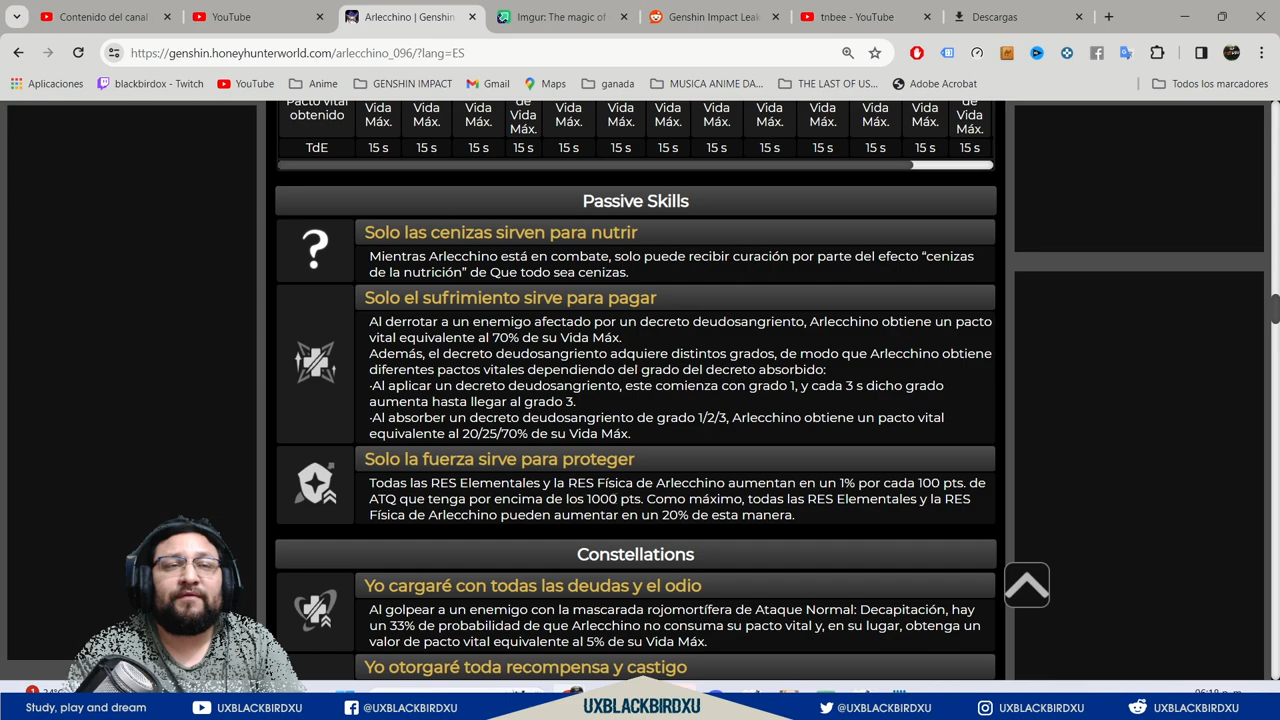 Contenido del canal
YouTube
Arlecchino | Genshin
Imgur: The magic of
Genshin Impact Leak
tnbee - YouTube
Descargas
https://genshin.honeyhunterworld.com/arlecchino_096/?lang=ES
Aplicaciones
blackbirdox - Twitch
YouTube
Anime
GENSHIN IMPACT
Gmail
Maps
ganada
MUSICA ANIME DA...
THE LAST OF US...
Adobe Acrobat
Todos los marcadores
Pacto vital Vida Vida Vida de Vida Vida Vida Vida Vida Vida Vida Vida de
obtenido Máx. Máx. Máx. Vida Máx. Máx. Máx. Máx. Máx. Máx. Máx. Máx. Vida
Máx. Máx.
TdE 15 s 15 s 15 s 15 s 15 s 15 s 15 s 15 s 15 s 15 s 15 s 15 s 15 s
Passive Skills
?
Solo las cenizas sirven para nutrir
Mientras Arlecchino está en combate, solo puede recibir curación por parte del efecto “cenizas
de la nutrición” de Que todo sea cenizas.
Solo el sufrimiento sirve para pagar
Al derrotar a un enemigo afectado por un decreto deudosangriento, Arlecchino obtiene un pacto
vital equivalente al 70% de su Vida Máx.
Además, el decreto deudosangriento adquiere distintos grados, de modo que Arlecchino obtiene
diferentes pactos vitales dependiendo del grado del decreto absorbido:
·Al aplicar un decreto deudosangriento, este comienza con grado 1, y cada 3 s dicho grado
aumenta hasta llegar al grado 3.
·Al absorber un decreto deudosangriento de grado 1/2/3, Arlecchino obtiene un pacto vital
equivalente al 20/25/70% de su Vida Máx.
Solo la fuerza sirve para proteger
Todas las RES Elementales y la RES Física de Arlecchino aumentan en un 1% por cada 100 pts. de
ATQ que tenga por encima de los 1000 pts. Como máximo, todas las RES Elementales y la RES
Física de Arlecchino pueden aumentar en un 20% de esta manera.
Constellations
Yo cargaré con todas las deudas y el odio
Al golpear a un enemigo con la mascarada rojomortífera de Ataque Normal: Decapitación, hay
un 33% de probabilidad de que Arlecchino no consuma su pacto vital y, en su lugar, obtenga un
valor de pacto vital equivalente al 5% de su Vida Máx.
Yo otorgaré toda recompensa y castigo
Study, play and dream
UXBLACKBIRDXU
@UXBLACKBIRDXU
UXBLACKBIRDXU
@UXBLACKBIRDXU
UXBLACKBIRDXU
UXBLACKBIRDXU